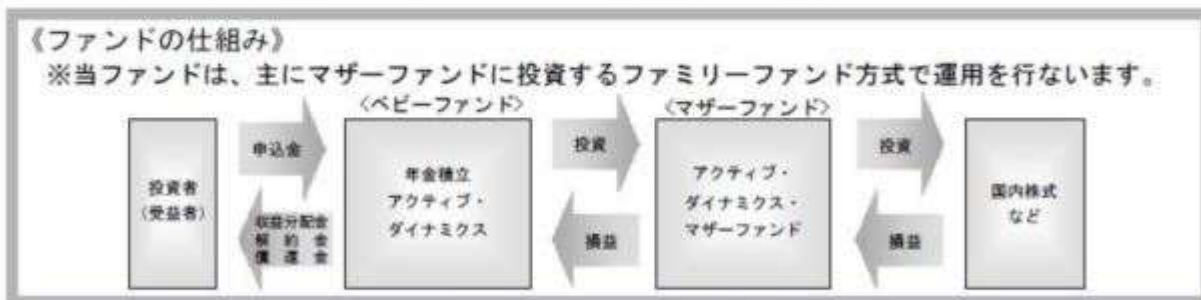 《ファンドの仕組み》
※当ファンドは、主にマザーファンドに投資するファミリーファンド方式で運用を行ないます。
〈ベビーファンド〉
〈マザーファンド〉
投資者
(受益者)
申込金
収益分配金
解約金
償還金
年金積立
アクティブ・
ダイナミクス
投資
損益
アクティブ・
ダイナミクス・
マザーファンド
投資
損益
国内株式
など